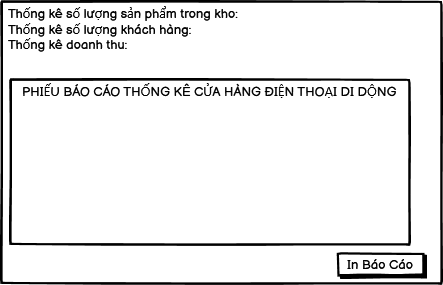 Thống kê số lượng sản phẩm trong kho:
Thống kê số lượng khách hàng:
Thống kê doanh thu:
PHIẾU BÁO CÁO THỐNG KÊ CỬA HÀNG ĐIỆN THOẠI DI DỘNG
In Báo Cáo